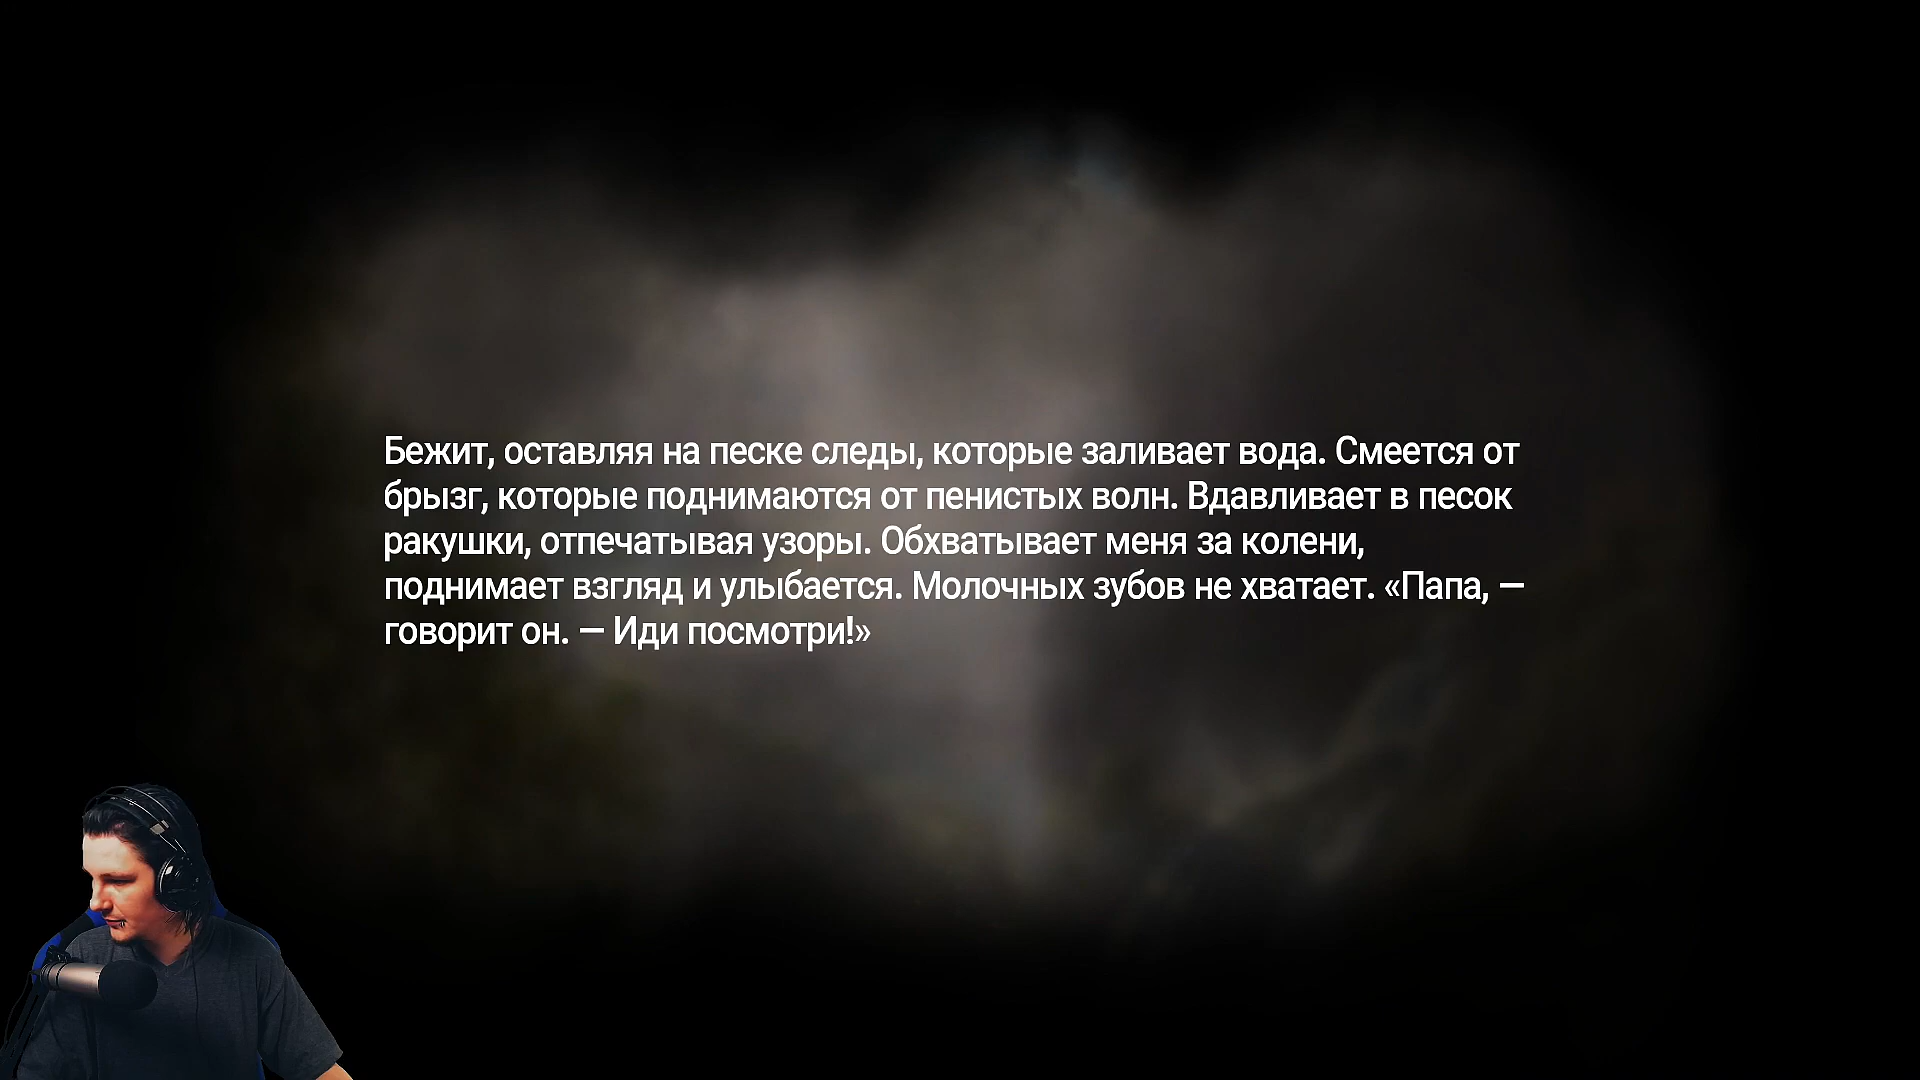 Бежит, оставляя на песке следы, которые заливает вода. Смеется от
брызг, которые поднимаются от пенистых волн. Вдавливает в песок
ракушки, отпечатывая узоры. Обхватывает меня за колени,
поднимает взгляд и улыбается. Молочных зубов не хватает. «Папа, —
говорит он. — Иди посмотри!»